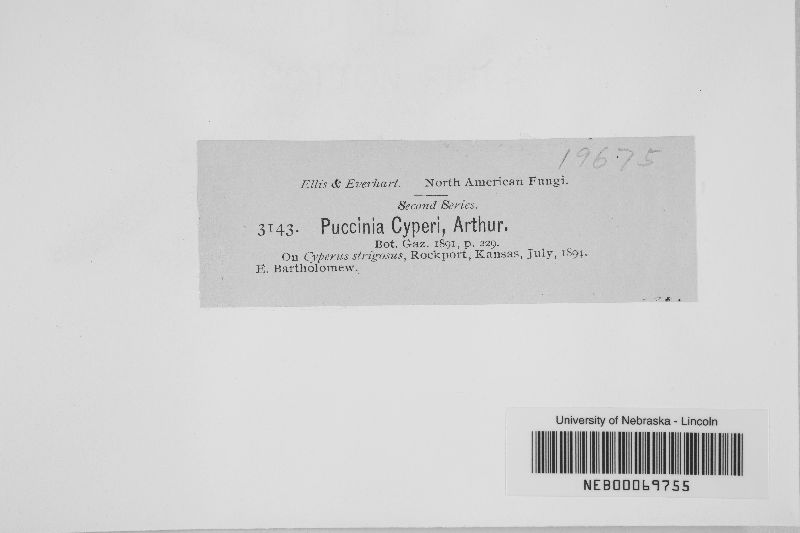 19675
Ellis & Everhart. North American Fungi.
Second Series.
3143. Puccinia Cyperi, Arthur.
Bot. Gaz. 1891, p. 229.
On Cyperus strigosus, Rockport, Kansas, July, 1894.
E. Bartholomew.
University of Nebraska - Lincoln
NEB00069755